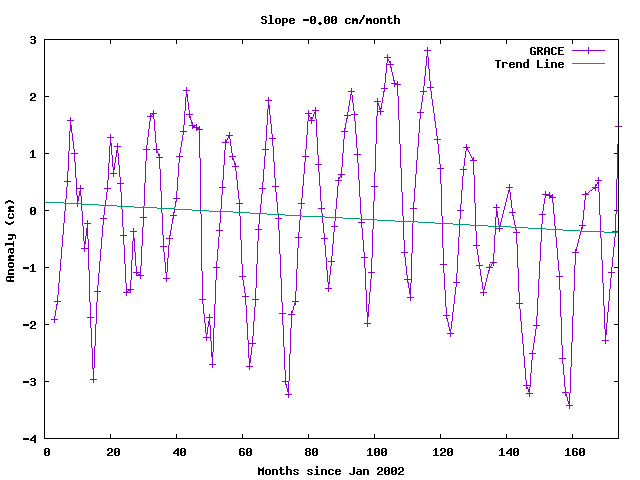 Slope -0.00 cm/month
GRACE
Trend Line
3
2
1
0
-1
-2
-3
-4
Anomaly (cm)
0 20 40 60 80 100 120 140 160
Months since Jan 2002